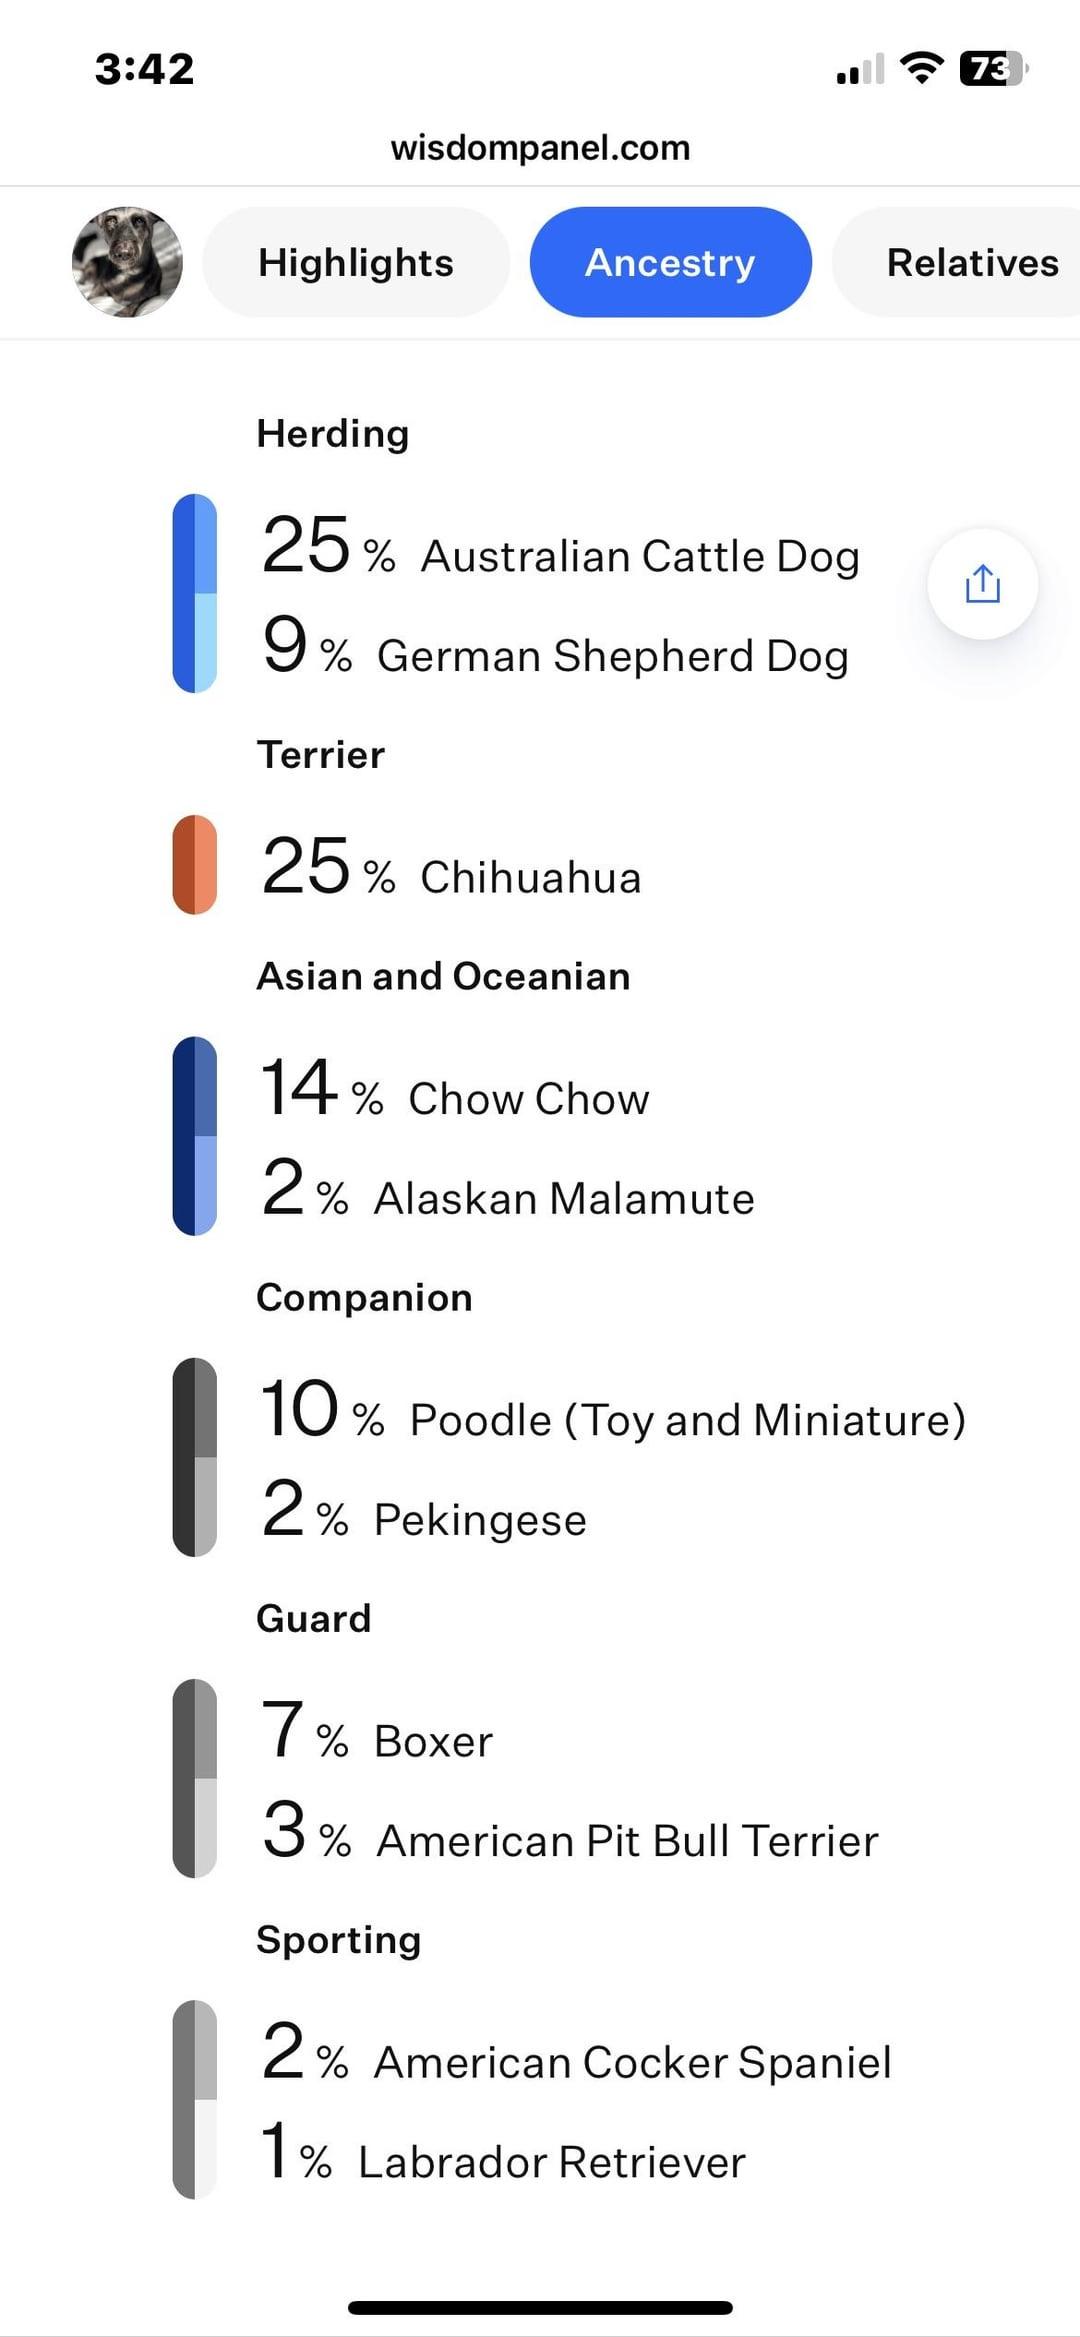 3:42
73
wisdompanel.com
Highlights
Ancestry
Relatives
Herding
25 % Australian Cattle Dog
9 % German Shepherd Dog
Terrier
25 % Chihuahua
Asian and Oceanian
14 % Chow Chow
2 % Alaskan Malamute
Companion
10 % Poodle (Toy and Miniature)
2 % Pekingese
Guard
7 % Boxer
3 % American Pit Bull Terrier
Sporting
2 % American Cocker Spaniel
1 % Labrador Retriever